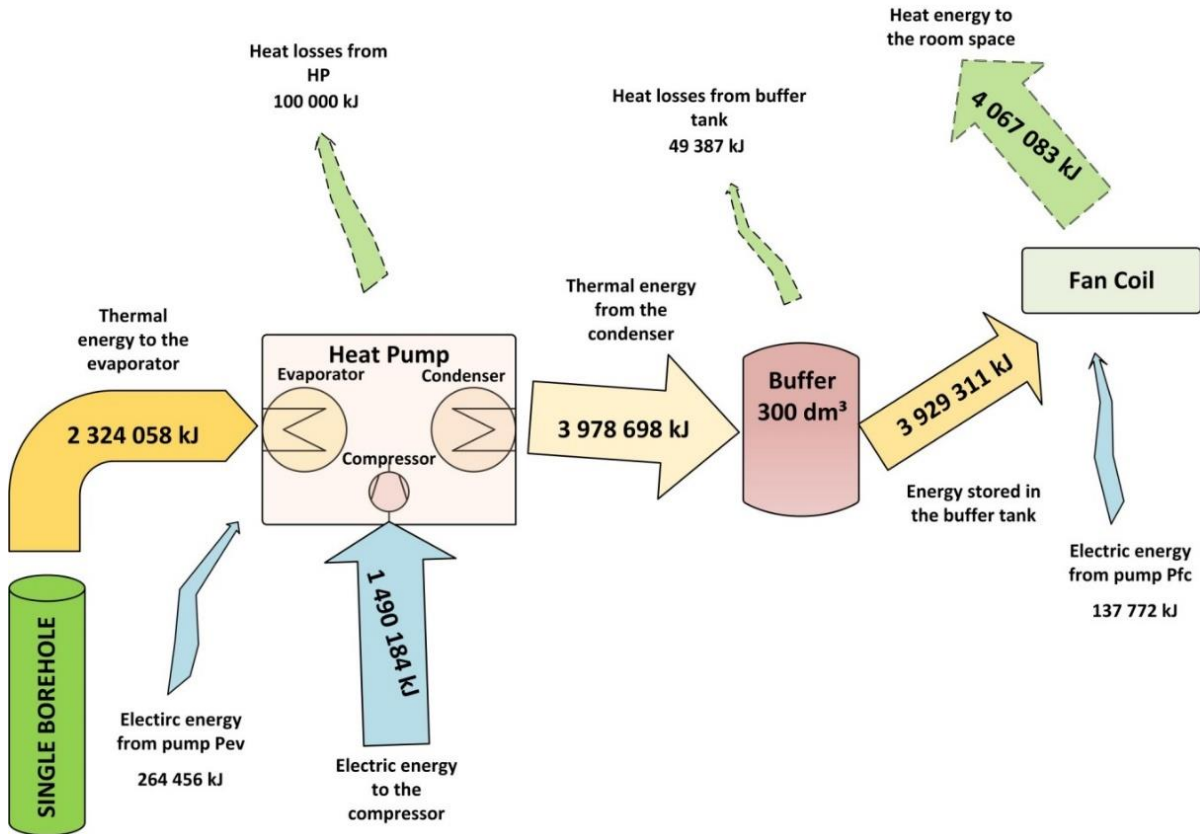 Heat losses from
HP
100 000 kJ
Heat losses from buffer
tank
49 387 kJ
Heat energy to
the room space
4 067 083 kJ
Fan Coil
Thermal
energy to the
evaporator
2 324 058 kJ
Heat Pump
Evaporator
Condenser
Compressor
Thermal energy
from the
condenser
3 978 698 kJ
Buffer
300 dm³
3 929 311 kJ
Energy stored in
the buffer tank
Electric energy
from pump Pfc
137 772 kJ
1 490 184 kJ
SINGLE BOREHOLE
Electirc energy
from pump Pev
264 456 kJ
Electric energy
to the
compressor